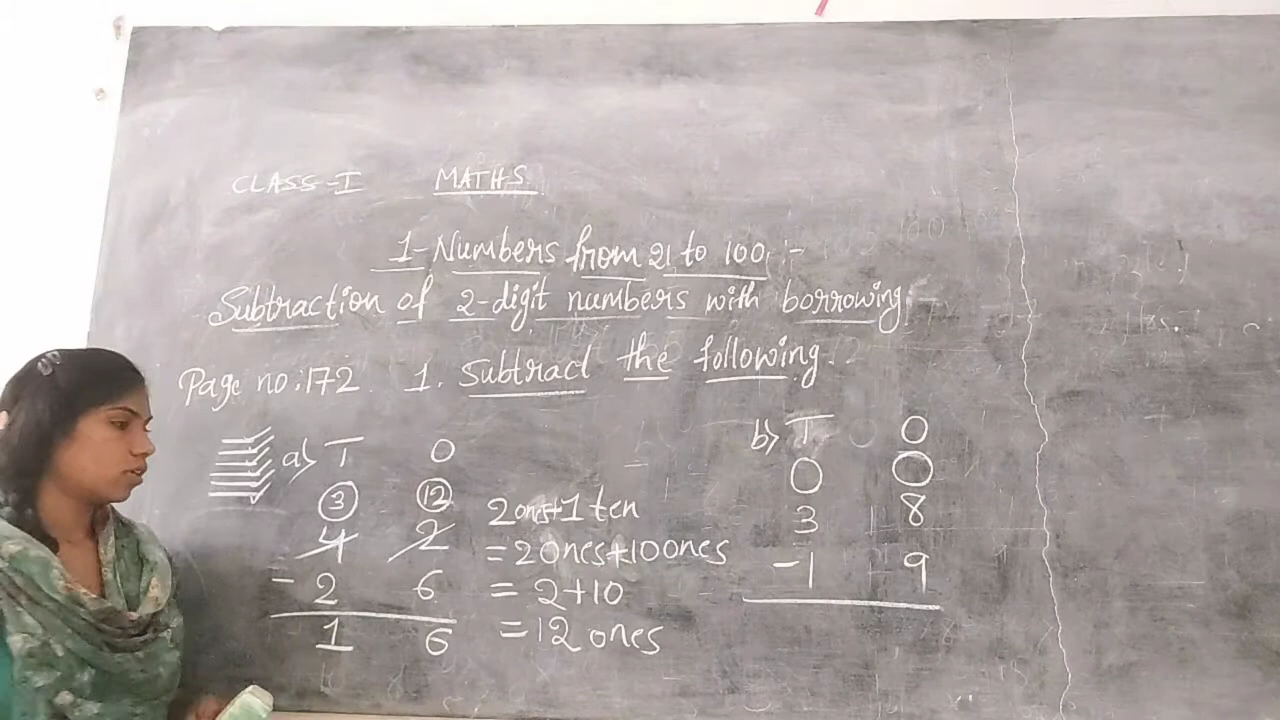 CLASS-I MATHS
1-Numbers from 21 to 100 :-
Subtraction of 2-digit numbers with borrowing
Page no:172 1. Subtract the following.
a) T O
3 12 2 ones+1 ten
4 2 = 2 ones+10 ones
- 2 6 = 2+10
1 6 = 12 ones
b) T O
3 8
-1 9